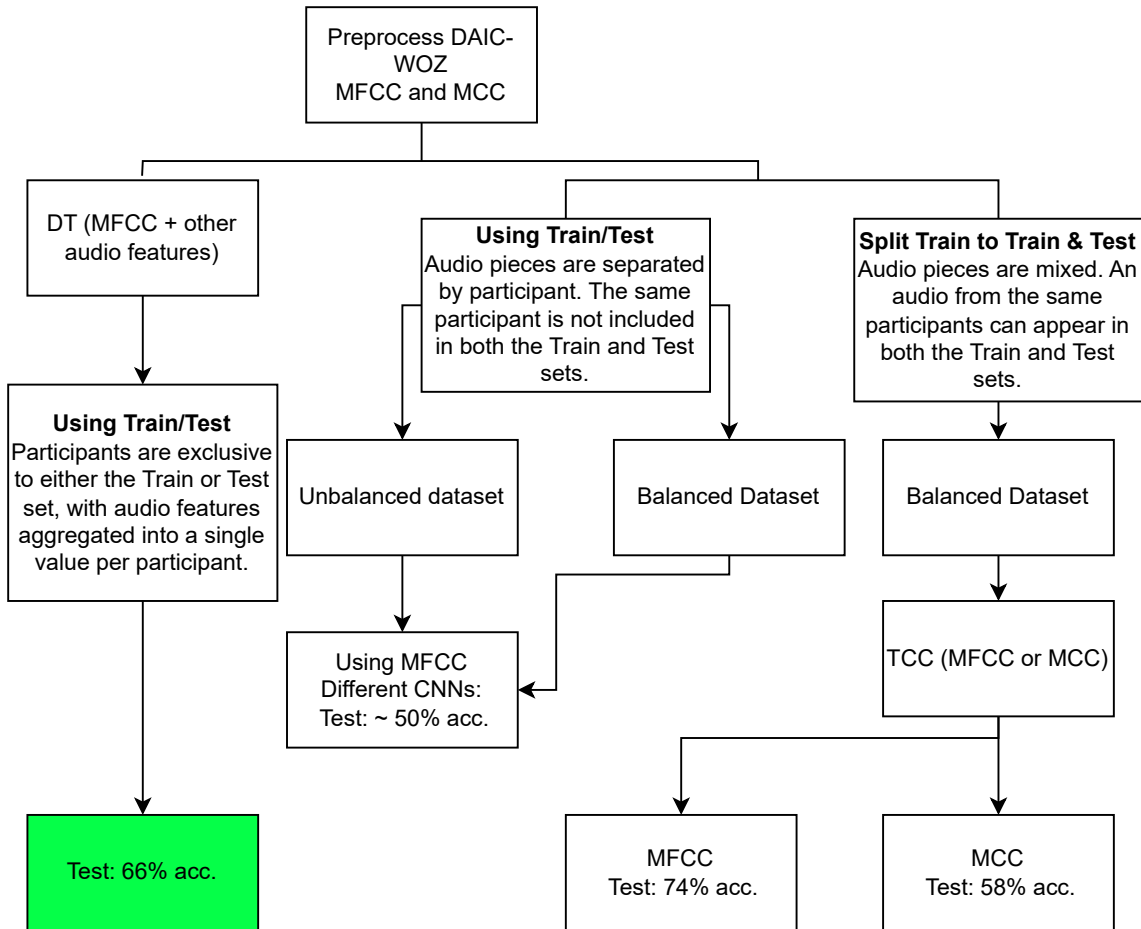 Preprocess DAIC-
WOZ
MFCC and MCC
DT (MFCC + other
audio features)
Using Train/Test
Audio pieces are separated
by participant. The same
participant is not included
in both the Train and Test
sets.
Split Train to Train & Test
Audio pieces are mixed. An
audio from the same
participants can appear in
both the Train and Test
sets.
Using Train/Test
Participants are exclusive
to either the Train or Test
set, with audio features
aggregated into a single
value per participant.
Unbalanced dataset
Balanced Dataset
Balanced Dataset
Using MFCC
Different CNNs:
Test: ~ 50% acc.
TCC (MFCC or MCC)
Test: 66% acc.
MFCC
Test: 74% acc.
MCC
Test: 58% acc.